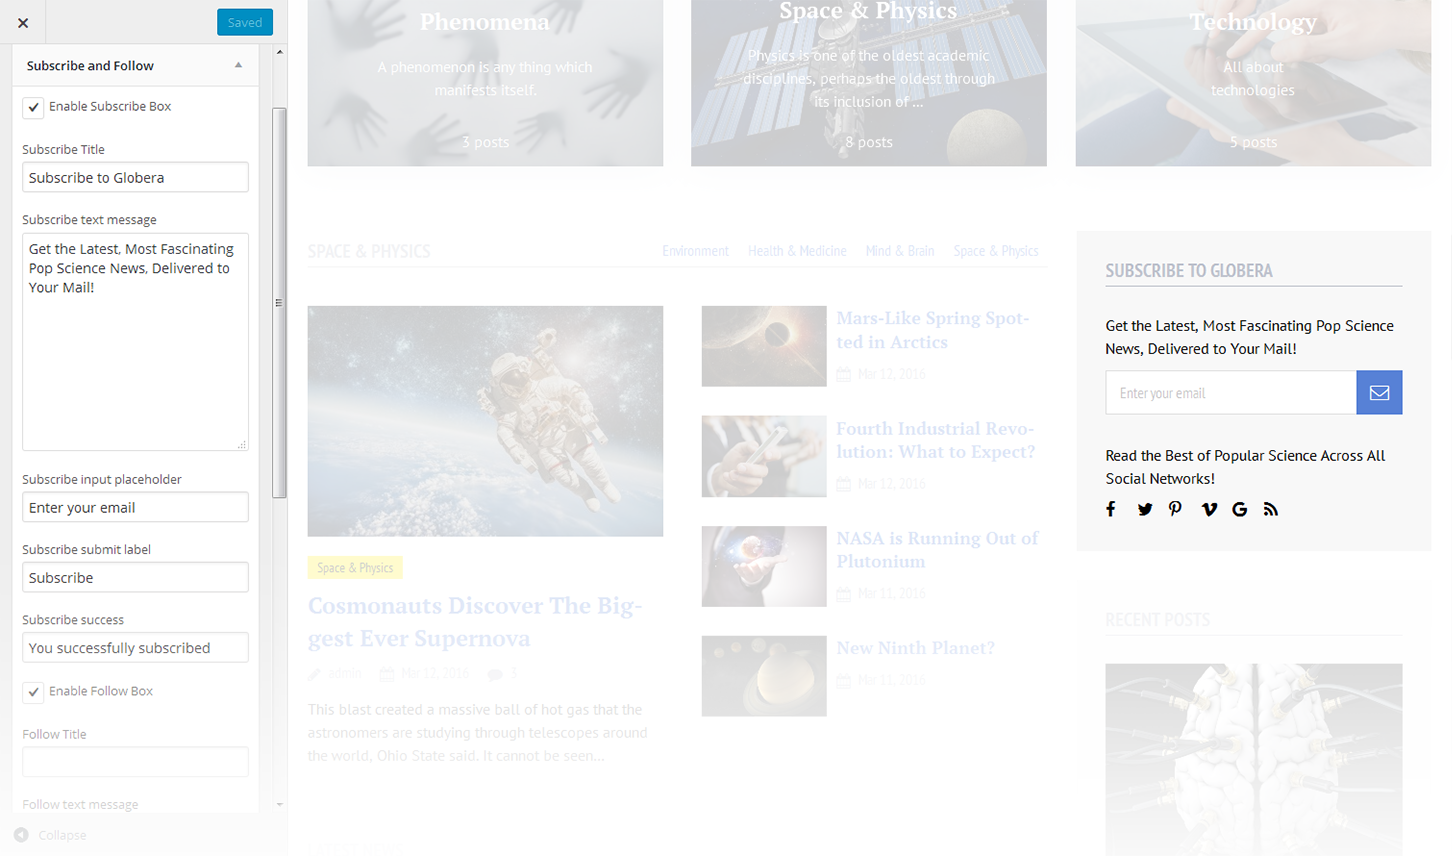 Saved
Subscribe and Follow
Enable Subscribe Box
Subscribe Title
Subscribe to Globera
Subscribe text message
Get the Latest, Most Fascinating
Pop Science News, Delivered to
Your Mail!
Subscribe input placeholder
Enter your email
Subscribe submit label
Subscribe
Subscribe success
You successfully subscribed
Enable Follow Box
Follow Title
Follow text message
Collapse
Phenomena
A phenomenon is any thing which
manifests itself.
3 posts
Space & Physics
Physics is one of the oldest academic
disciplines, perhaps the oldest through
its inclusion of ...
8 posts
Technology
All about
technologies
5 posts
SPACE & PHYSICS
Environment Health & Medicine Mind & Brain Space & Physics
Space & Physics
Cosmonauts Discover The Big-
gest Ever Supernova
admin Mar 12, 2016 3
This blast created a massive ball of hot gas that the
astronomers are studying through telescopes around
the world, Ohio State said. It cannot be seen...
Mars-Like Spring Spot-
ted in Arctics
Mar 12, 2016
Fourth Industrial Revo-
lution: What to Expect?
Mar 12, 2016
NASA is Running Out of
Plutonium
Mar 11, 2016
New Ninth Planet?
Mar 11, 2016
SUBSCRIBE TO GLOBERA
Get the Latest, Most Fascinating Pop Science
News, Delivered to Your Mail!
Enter your email
Read the Best of Popular Science Across All
Social Networks!
RECENT POSTS